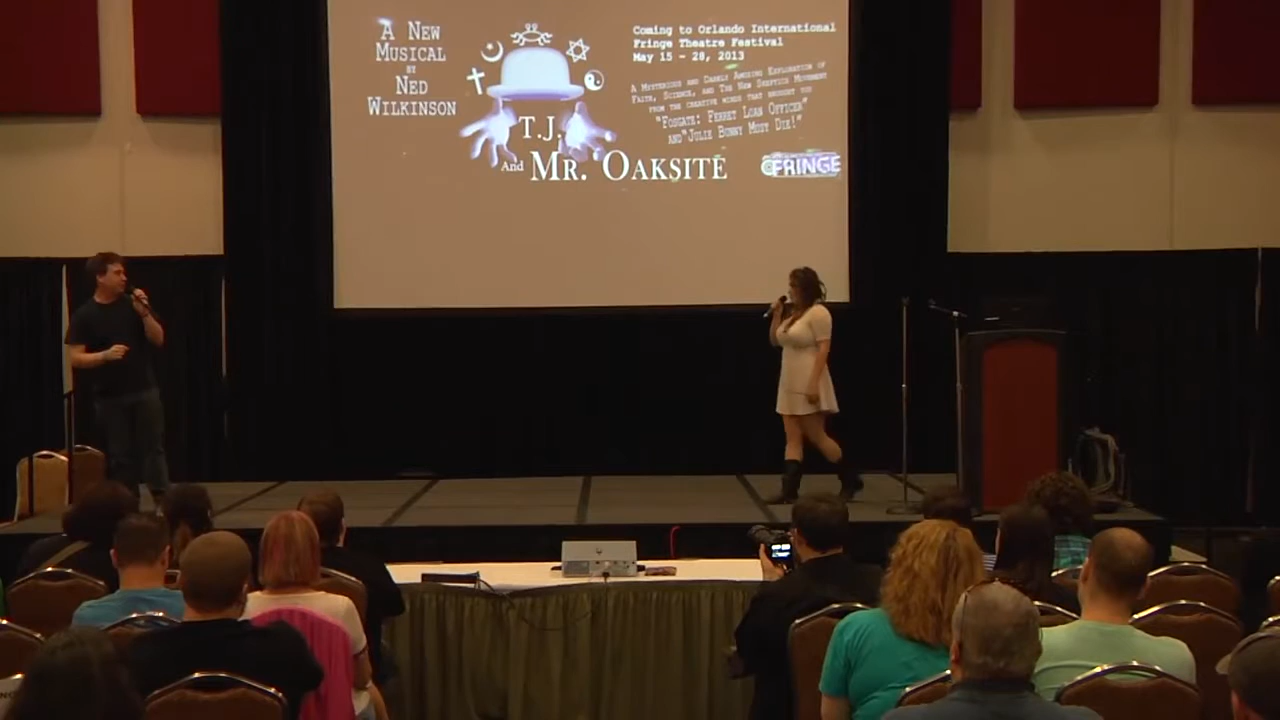 A New
Musical
by
Ned
Wilkinson
T.J.
And Mr. Oaksite
Coming to Orlando International
Fringe Theatre Festival
May 15 - 28, 2013
A Mysterious and Darkly Amusing Exploration of
Faith, Science, and The New Skeptics Movement
from the creative minds that brought you
"Fosgate: Ferret Loan Officer"
and "Julie Bunny Must Die!"
FRINGE